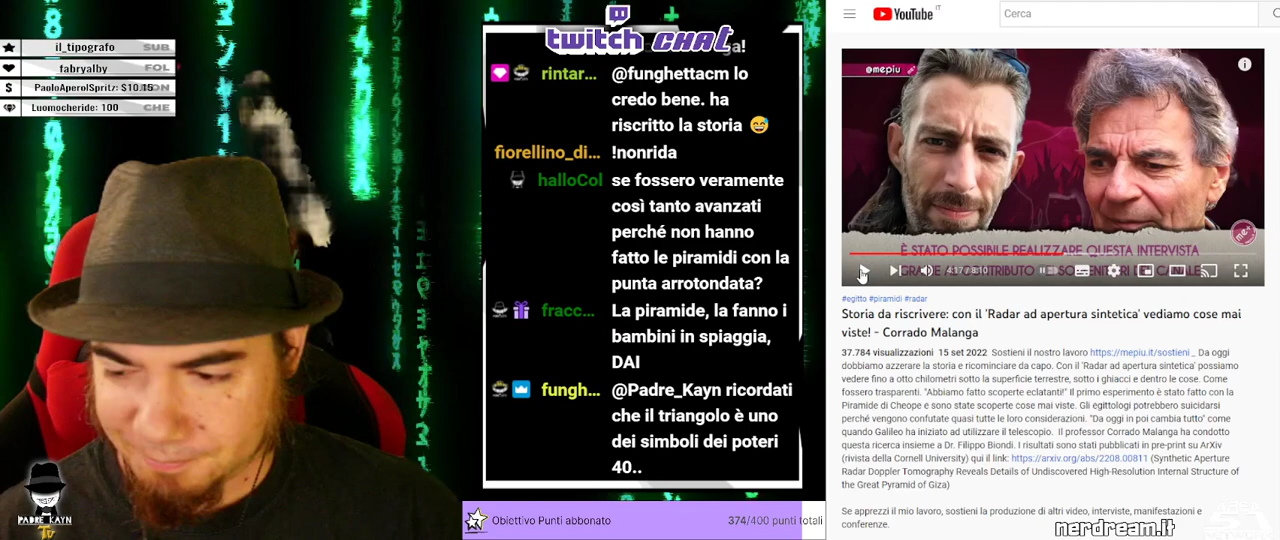 il_tipografo SUB
fabryalby FOL
PaoloAperolSpritz: $10.15
Luomocheride: 100 CHE
PADRE KAYN
Tv
twitch CHAT
ga!
rintar... @funghettacm lo
credo bene. ha
riscritto la storia 😅
fiorellino_di... !nonrida
halloCol se fossero veramente
così tanto avanzati
perché non hanno
fatto le piramidi con la
punta arrotondata?
fracc... La piramide, la fanno i
bambini in spiaggia,
DAI
fungh... @Padre_Kayn ricordati
che il triangolo è uno
dei simboli dei poteri
40..
Obiettivo Punti abbonato 374/400 punti totali
YouTube IT
Cerca
@mepiu
me+
È STATO POSSIBILE REALIZZARE QUESTA INTERVISTA
#egitto #piramidi #radar
Storia da riscrivere: con il 'Radar ad apertura sintetica' vediamo cose mai
viste! - Corrado Malanga
37.784 visualizzazioni 15 set 2022 Sostieni il nostro lavoro https://mepiu.it/sostieni_ Da oggi
dobbiamo azzerare la storia e ricominciare da capo. Con il 'Radar ad apertura sintetica' possiamo
vedere fino a otto chilometri sotto la superficie terrestre, sotto i ghiacci e dentro le cose. Come
fossero trasparenti. "Abbiamo fatto scoperte eclatanti!" Il primo esperimento è stato fatto con la
Piramide di Cheope e sono state scoperte cose mai viste. Gli egittologi potrebbero suicidarsi
perché vengono confutate quasi tutte le loro considerazioni. "Da oggi in poi cambia tutto" come
quando Galileo ha iniziato ad utilizzare il telescopio. Il professor Corrado Malanga ha condotto
questa ricerca insieme a Dr. Filippo Biondi. I risultati sono stati pubblicati in pre-print su ArXiv
(rivista della Cornell University) qui il link: https://arxiv.org/abs/2208.00811 (Synthetic Aperture
Radar Doppler Tomography Reveals Details of Undiscovered High-Resolution Internal Structure of
the Great Pyramid of Giza)
Se apprezzi il mio lavoro, sostieni la produzione di altri video, interviste, manifestazioni e
conferenze.
nerdream.it